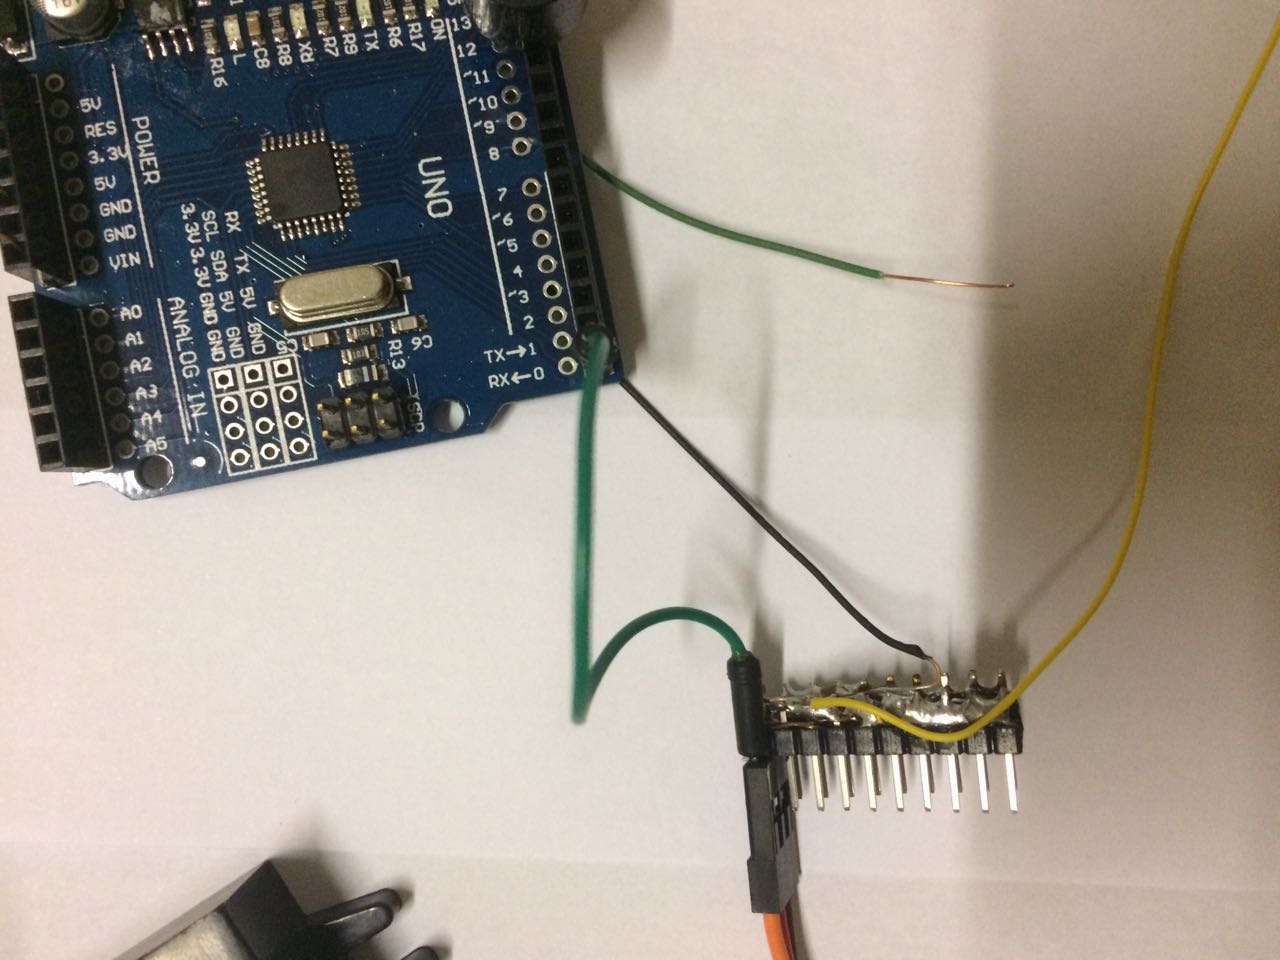 13
12
~11
~10
~9
8
7
~6
~5
4
~3
2
TX→1
RX←0
ON
R17
R6
TX
R9
R7
RX
R8
C8
L
R16
UNO
POWER
5V
RES
3.3V
5V
GND
GND
VIN
ANALOG IN
A0
A1
A2
A3
A4
A5
RX TX 5V GND
SCL SDA 5V GND
3.3V 3.3V GND GND
R13
C6